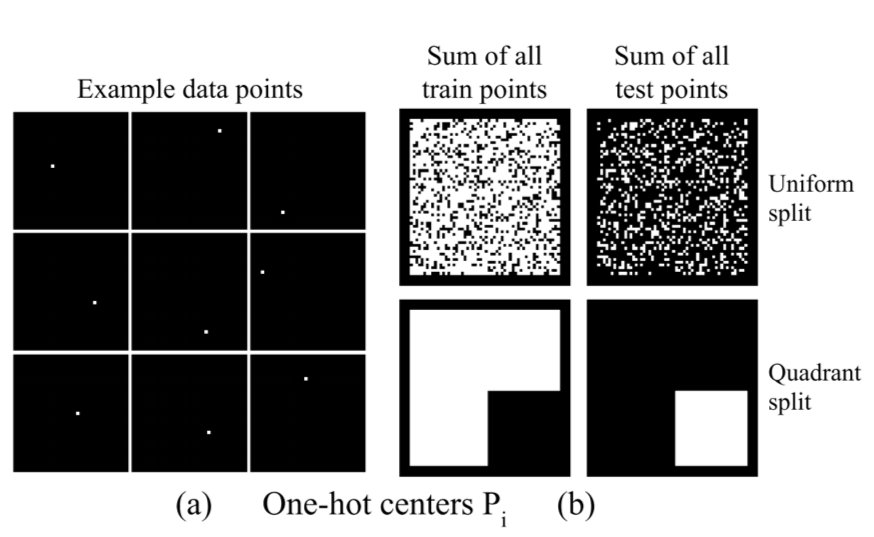 Example data points
Sum of all
train points
Sum of all
test points
Uniform
split
Quadrant
split
(a) One-hot centers Pi (b)